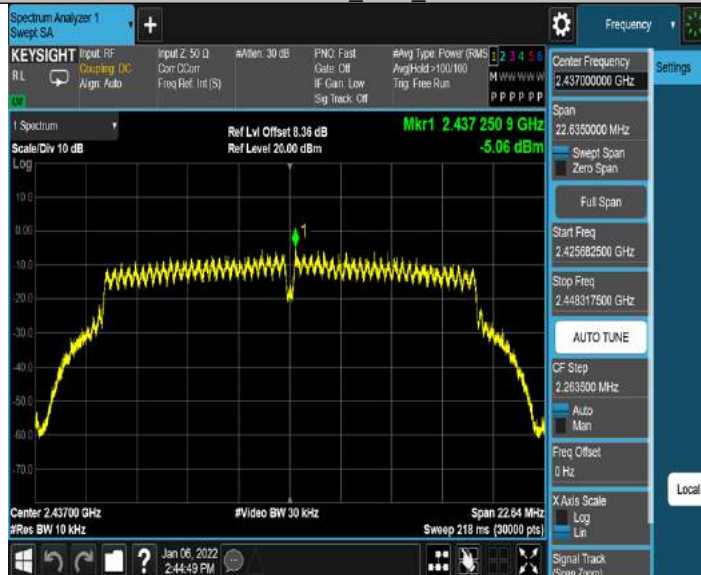 Spectrum Analyzer 1
Swept SA
+
Frequency
KEYSIGHT
RL
Input: RF
Coupling: DC
Align: Auto
Input Z: 50 Ω
Corr CCorr
Freq Ref: Int (S)
#Atten: 30 dB
PNO: Fast
Gate: Off
IF Gain: Low
Sig Track: Off
#Avg Type: Power (RMS
Avg|Hold:>100/100
Trig: Free Run
1 2 3 4 5 6
M W W W W W
P P P P P P
Settings
Center Frequency
2.437000000 GHz
Span
22.6350000 MHz
Swept Span
Zero Span
Full Span
Start Freq
2.425682500 GHz
Stop Freq
2.448317500 GHz
AUTO TUNE
CF Step
2.263500 MHz
Auto
Man
Freq Offset
0 Hz
X Axis Scale
Log
Lin
Signal Track
(Span Zoom)
Local
1 Spectrum
Scale/Div 10 dB
Log
Ref Lvl Offset 8.36 dB
Ref Level 20.00 dBm
Mkr1 2.437 250 9 GHz
-5.06 dBm
10.0
0.00
-10.0
-20.0
-30.0
-40.0
-50.0
-60.0
-70.0
1
Center 2.43700 GHz
#Res BW 10 kHz
#Video BW 30 kHz
Span 22.64 MHz
Sweep 218 ms (30000 pts)
?
Jan 06, 2022
2:44:49 PM